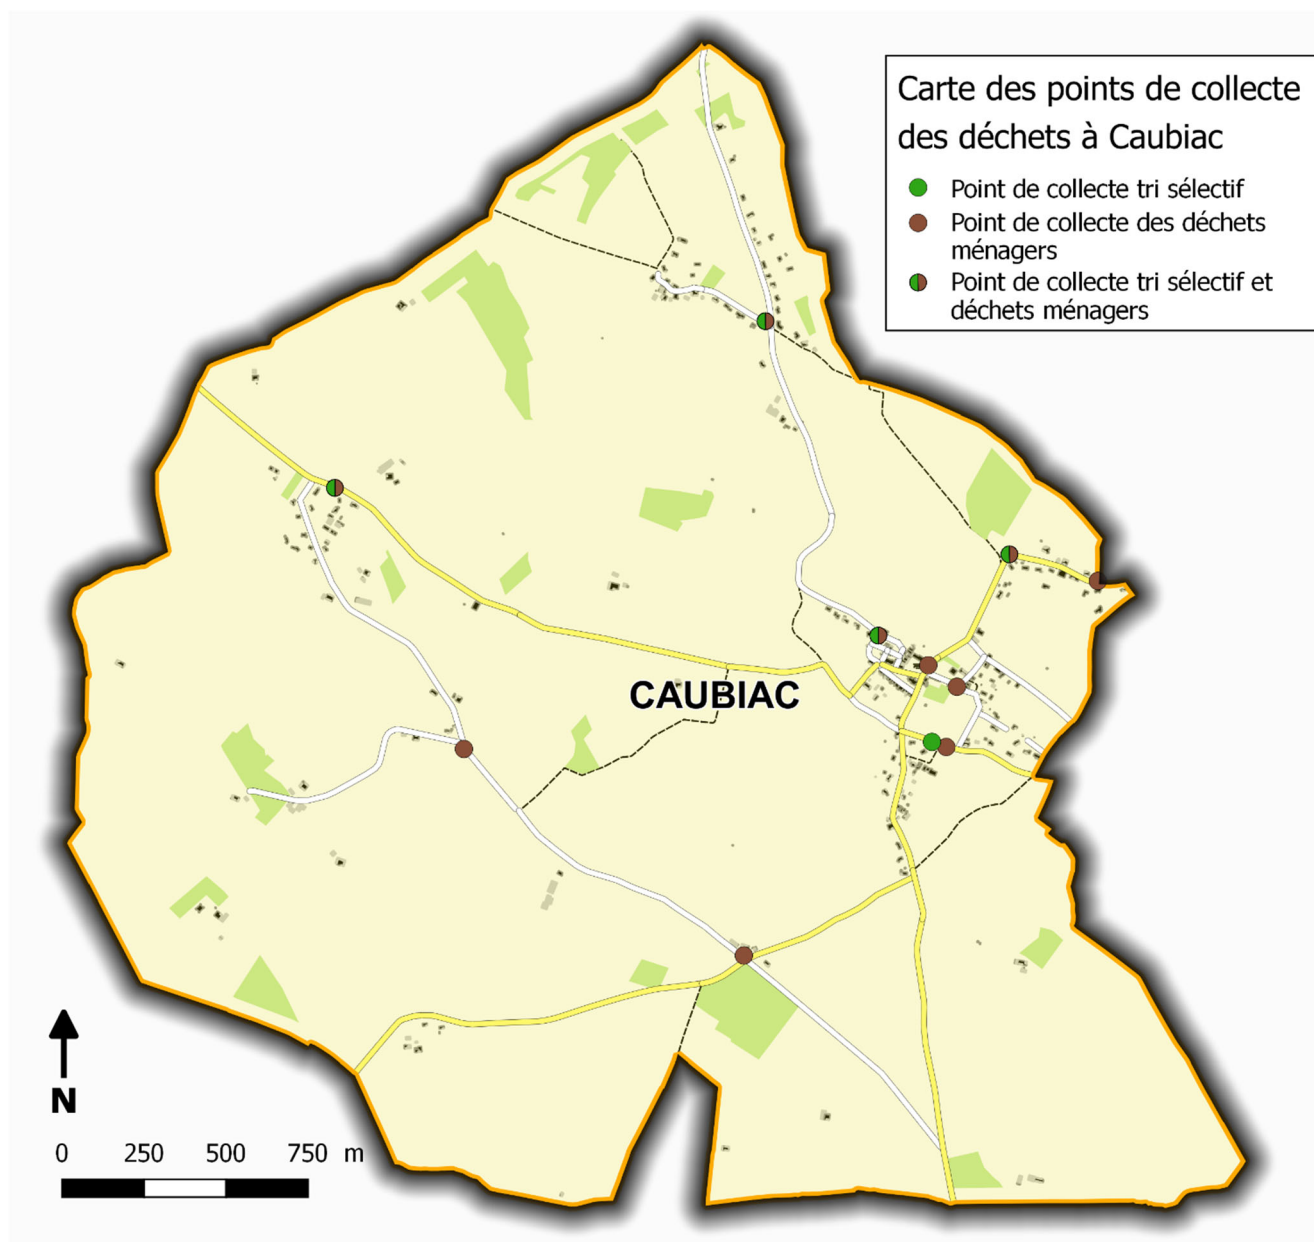 Carte des points de collecte
des déchets à Caubiac
Point de collecte tri sélectif
Point de collecte des déchets
ménagers
Point de collecte tri sélectif et
déchets ménagers
CAUBIAC
N
0 250 500 750 m